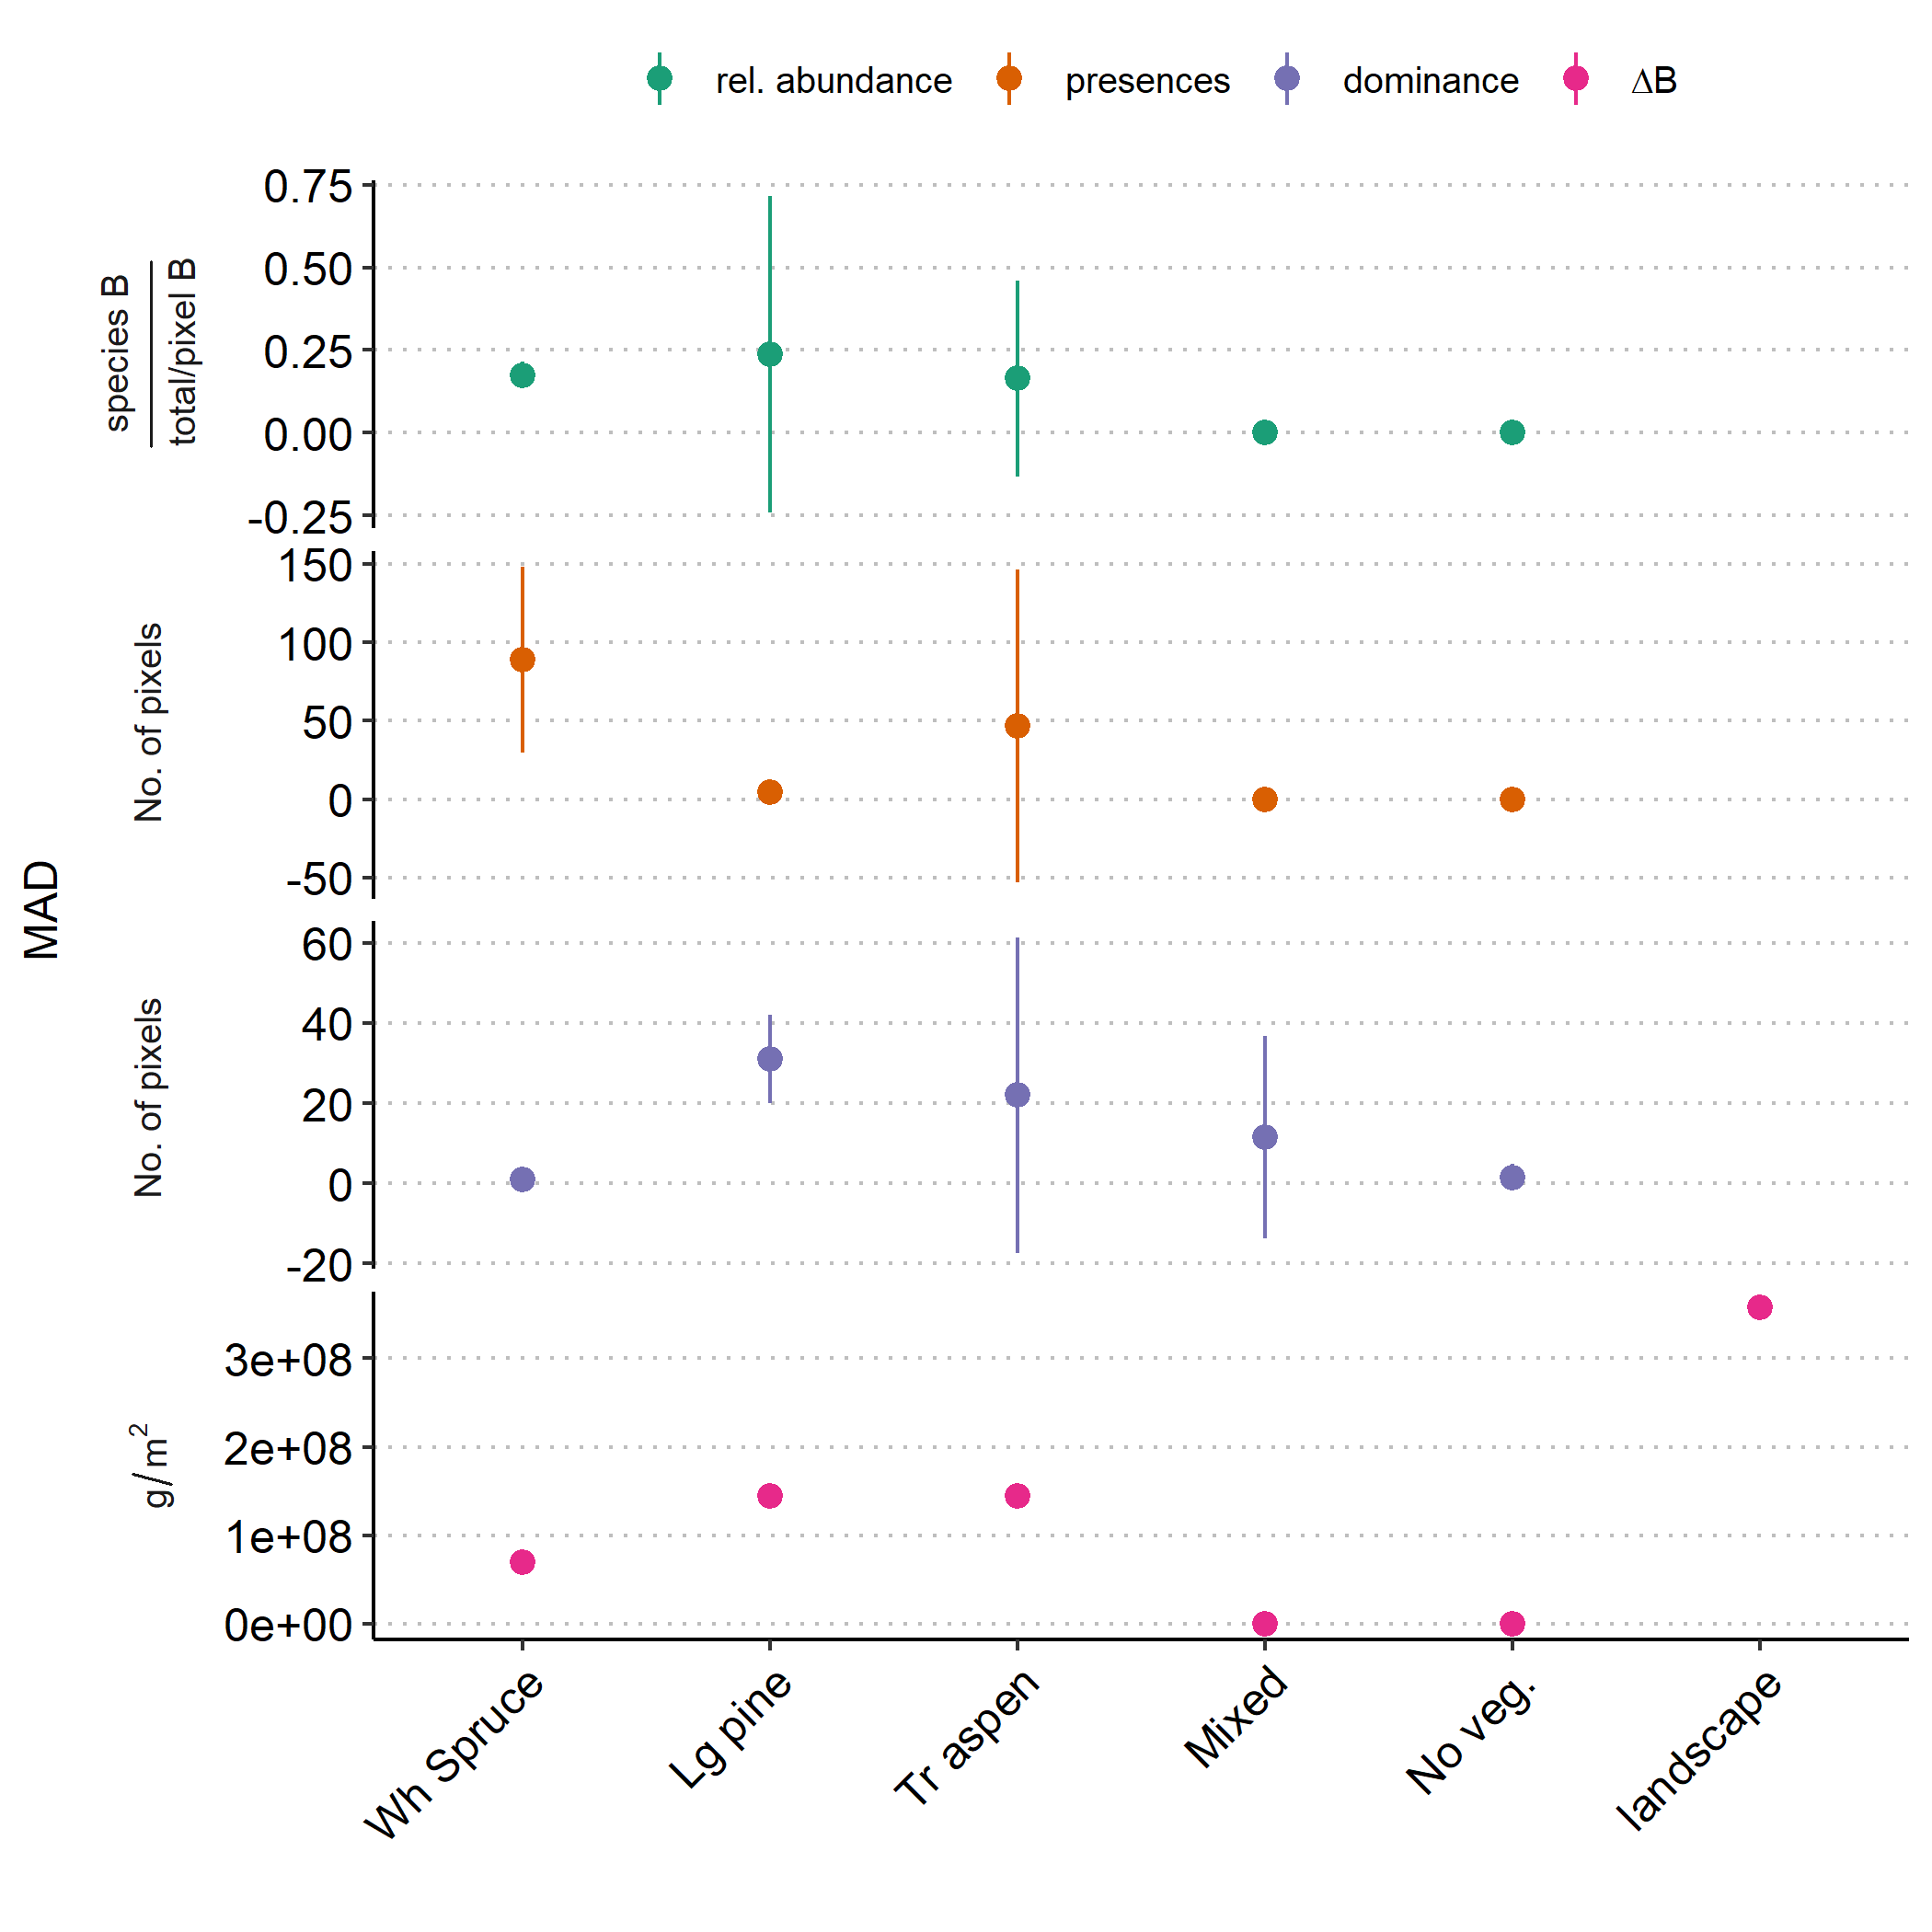 rel. abundance presences dominance ΔB
MAD
species B
total/pixel B
0.75
0.50
0.25
0.00
-0.25
No. of pixels
150
100
50
0
-50
No. of pixels
60
40
20
0
-20
g/m²
3e+08
2e+08
1e+08
0e+00
Wh Spruce
Lg pine
Tr aspen
Mixed
No veg.
landscape